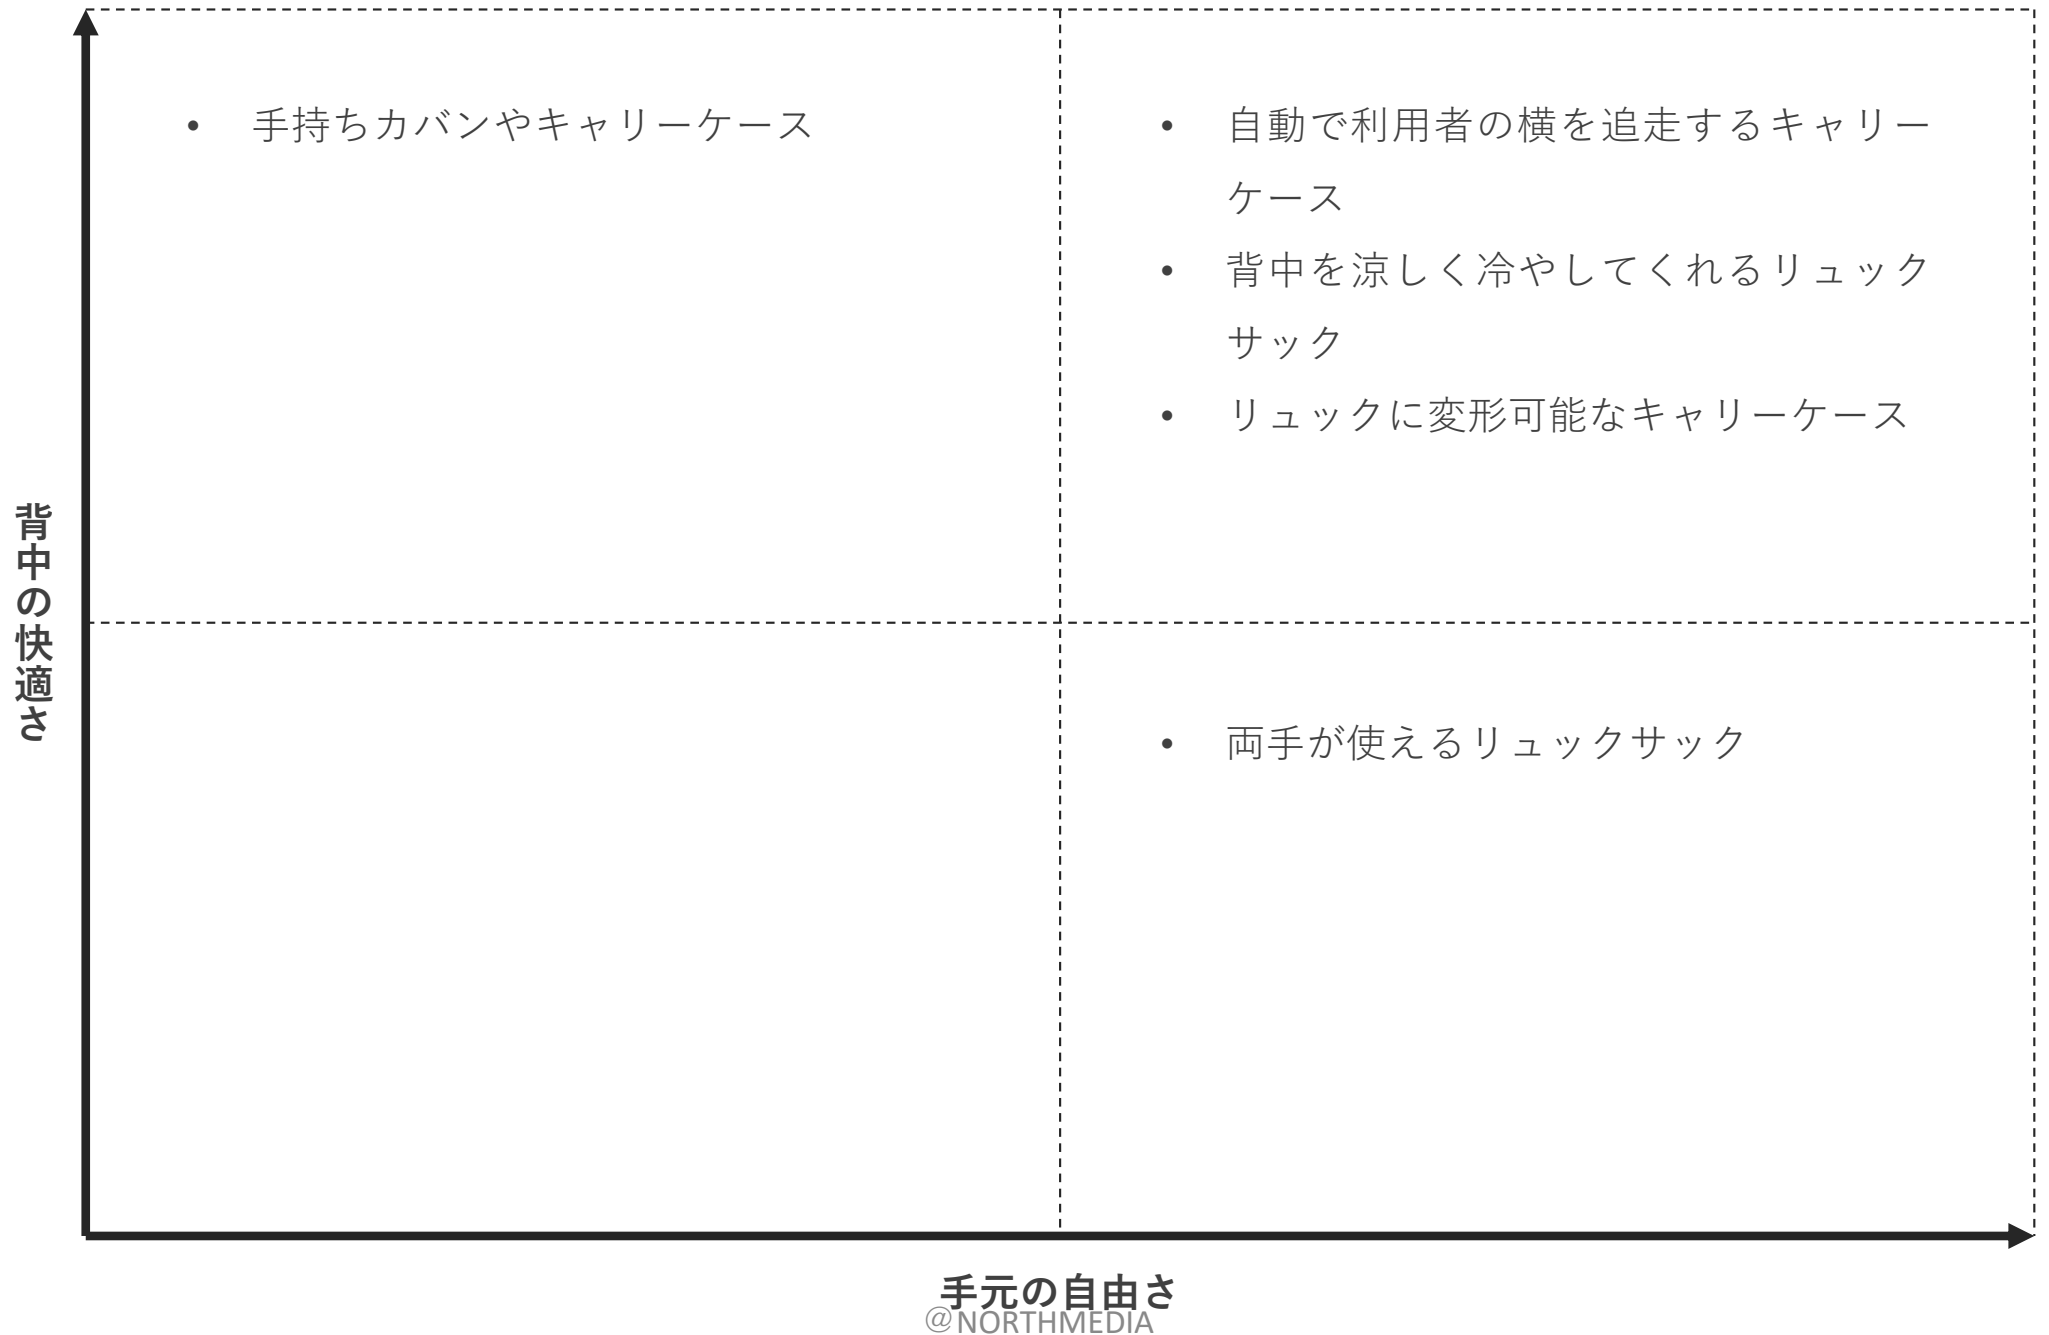 • 手持ちカバンやキャリーケース
• 自動で利用者の横を追走するキャリー
ケース
• 背中を涼しく冷やしてくれるリュック
サック
• リュックに変形可能なキャリーケース
背中の快適さ
• 両手が使えるリュックサック
手元の自由さ
@NORTHMEDIA